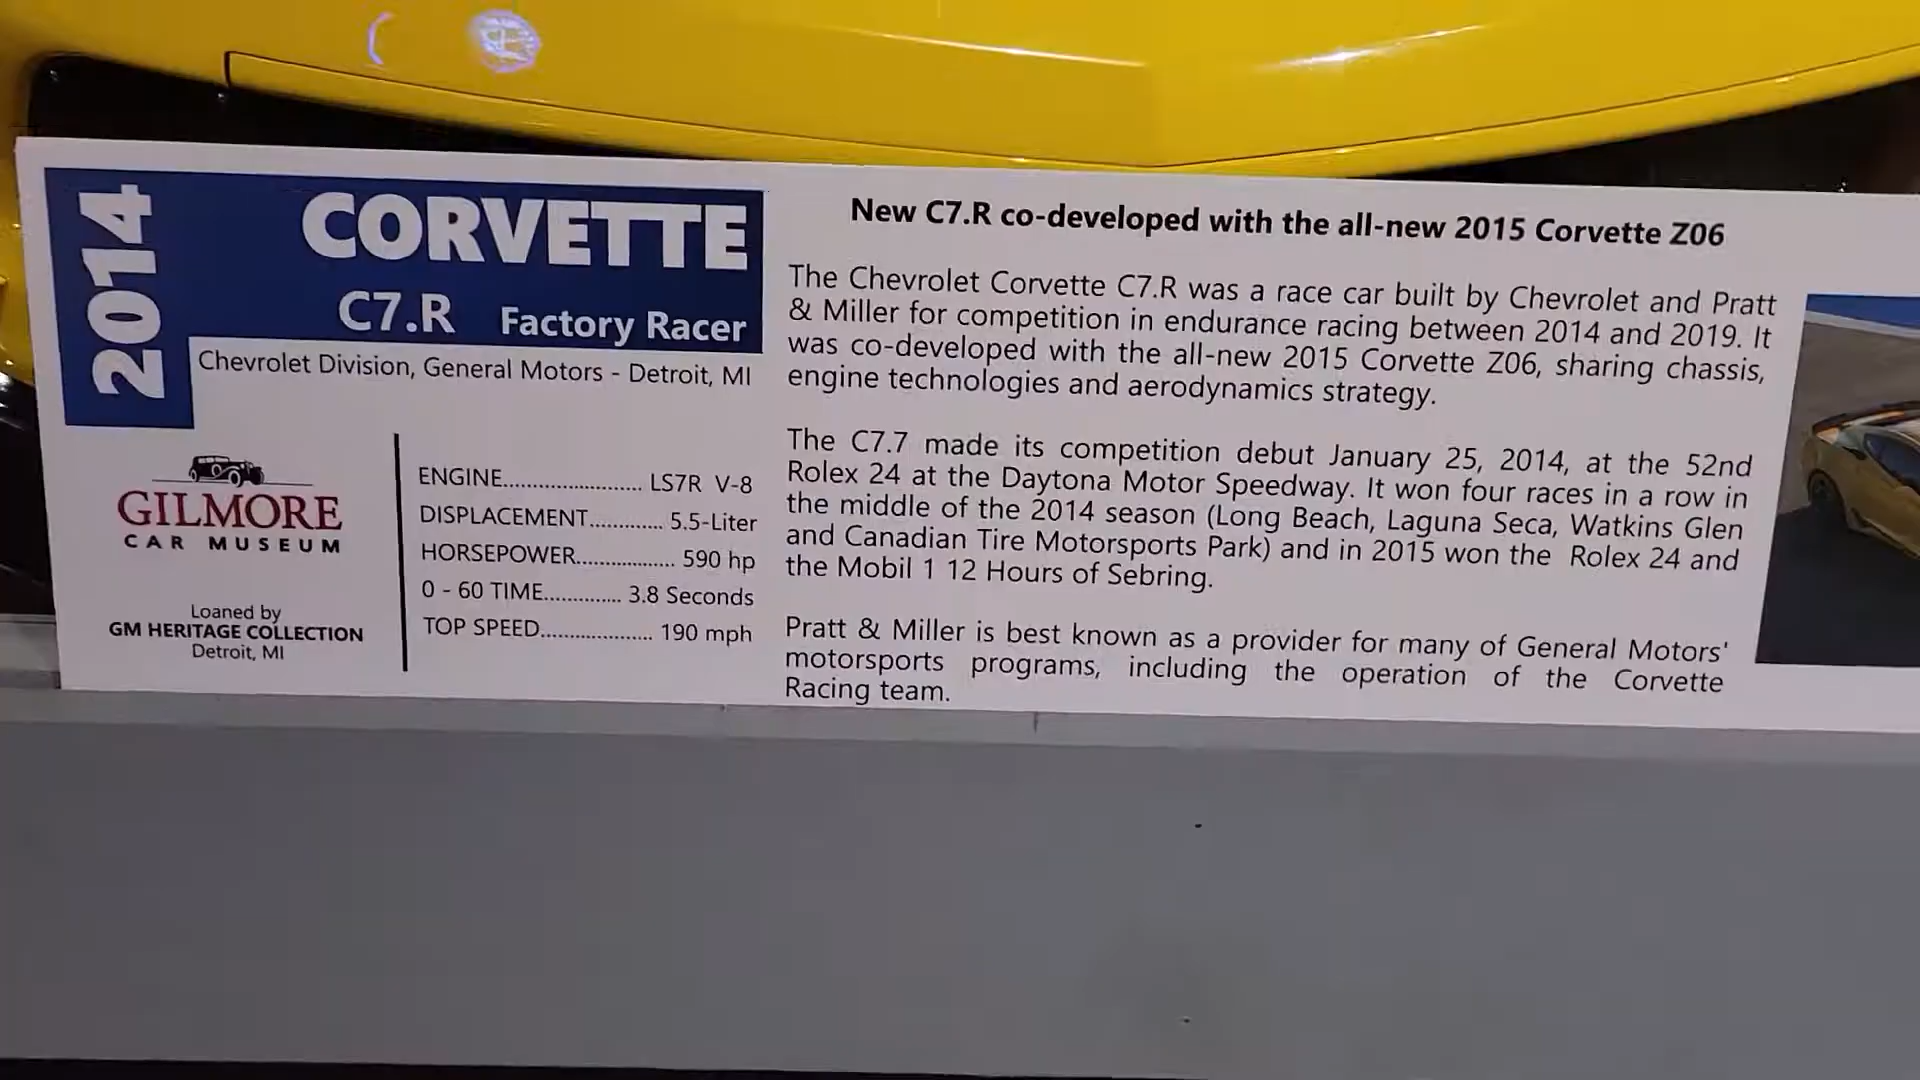 2014
CORVETTE
C7.R Factory Racer
Chevrolet Division, General Motors - Detroit, MI
GILMORE
CAR MUSEUM
Loaned by
GM HERITAGE COLLECTION
Detroit, MI
ENGINE....................... LS7R V-8
DISPLACEMENT............. 5.5-Liter
HORSEPOWER.................. 590 hp
0 - 60 TIME.............. 3.8 Seconds
TOP SPEED.................... 190 mph
New C7.R co-developed with the all-new 2015 Corvette Z06
The Chevrolet Corvette C7.R was a race car built by Chevrolet and Pratt
& Miller for competition in endurance racing between 2014 and 2019. It
was co-developed with the all-new 2015 Corvette Z06, sharing chassis,
engine technologies and aerodynamics strategy.
The C7.7 made its competition debut January 25, 2014, at the 52nd
Rolex 24 at the Daytona Motor Speedway. It won four races in a row in
the middle of the 2014 season (Long Beach, Laguna Seca, Watkins Glen
and Canadian Tire Motorsports Park) and in 2015 won the Rolex 24 and
the Mobil 1 12 Hours of Sebring.
Pratt & Miller is best known as a provider for many of General Motors'
motorsports programs, including the operation of the Corvette
Racing team.